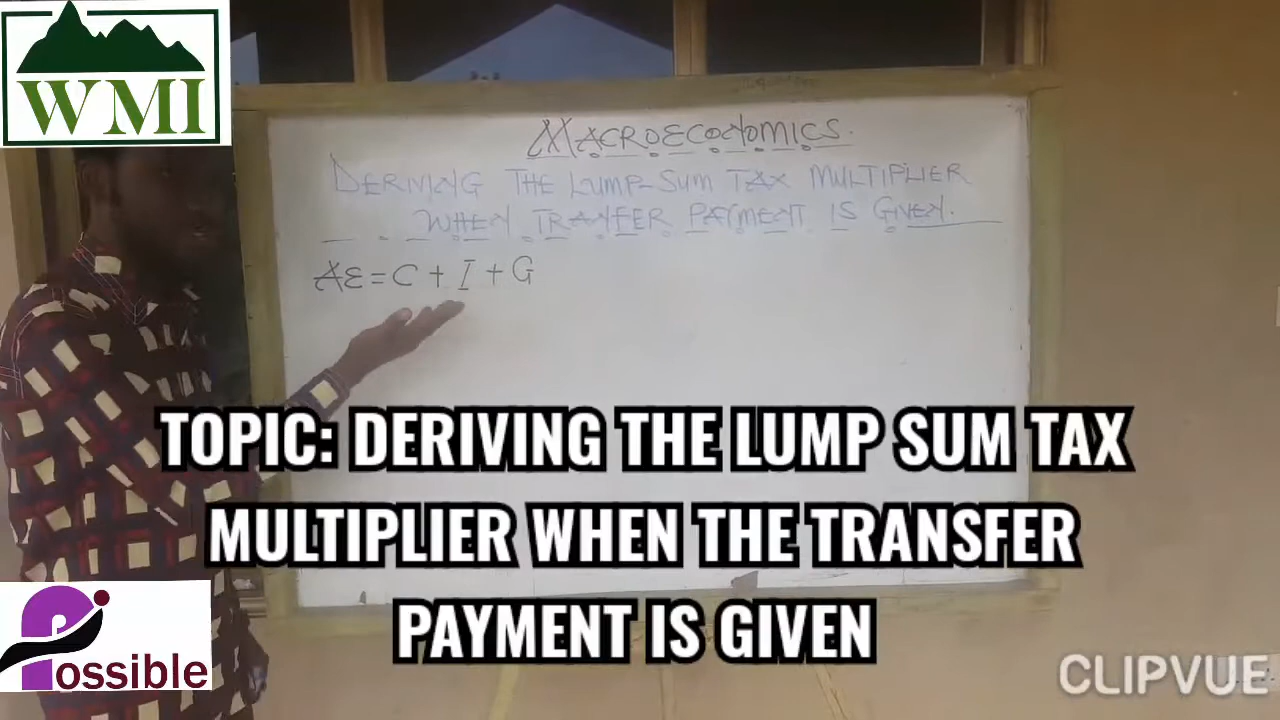 WMI
MACROECONOMICS.
DERIVING THE LUMP-SUM TAX MULTIPLIER
WHEN TRANFER PAYMENT IS GIVEN.
AE = C + I + G
TOPIC: DERIVING THE LUMP SUM TAX
MULTIPLIER WHEN THE TRANSFER
PAYMENT IS GIVEN
Possible
CLIPVUE